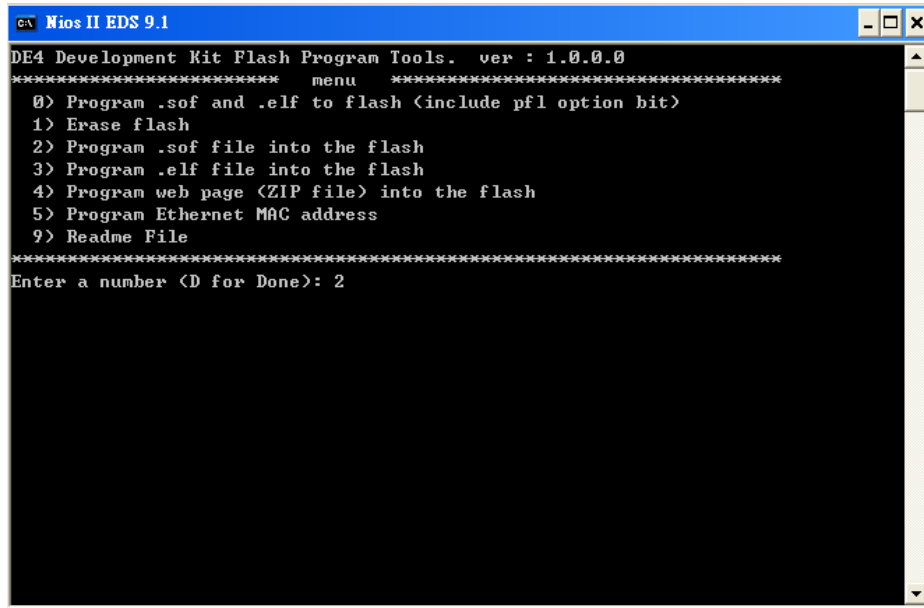 Nios II EDS 9.1
DE4 Development Kit Flash Program Tools.  ver : 1.0.0.0
************************   menu   ***********************************
  0) Program .sof and .elf to flash (include pfl option bit)
  1) Erase flash
  2) Program .sof file into the flash
  3) Program .elf file into the flash
  4) Program web page (ZIP file) into the flash
  5) Program Ethernet MAC address
  9) Readme File
*********************************************************************
Enter a number (D for Done): 2